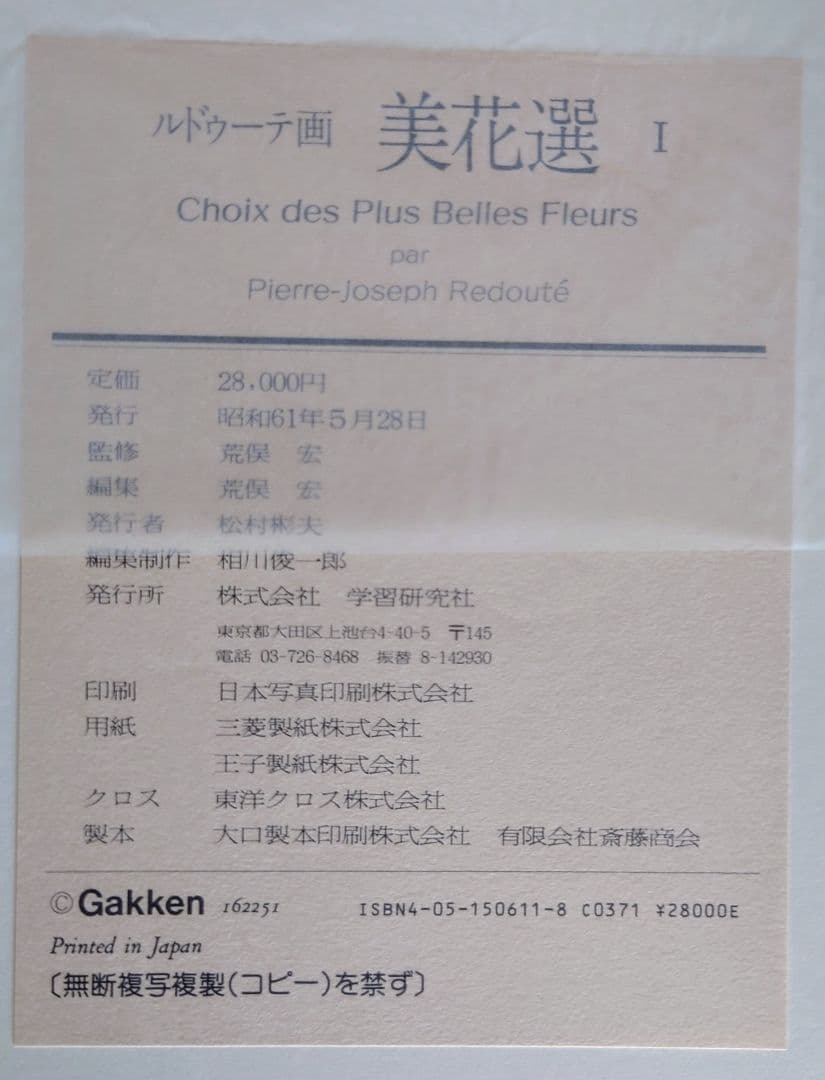 ルドゥーテ画 美花選 I
Choix des Plus Belles Fleurs
par
Pierre-Joseph Redouté
定価 28,000円
発行 昭和61年5月28日
監修 荒俣 宏
編集 荒俣 宏
発行者 松村彬夫
編集制作 相川俊一郎
発行所 株式会社 学習研究社
東京都大田区上池台4-40-5 〒145
電話 03-726-8468 振替 8-142930
印刷 日本写真印刷株式会社
用紙 三菱製紙株式会社
王子製紙株式会社
クロス 東洋クロス株式会社
製本 大口製本印刷株式会社 有限会社斎藤商会
©Gakken 162251 ISBN4-05-150611-8 C0371 ¥28000E
Printed in Japan
〔無断複写複製(コピー)を禁ず〕